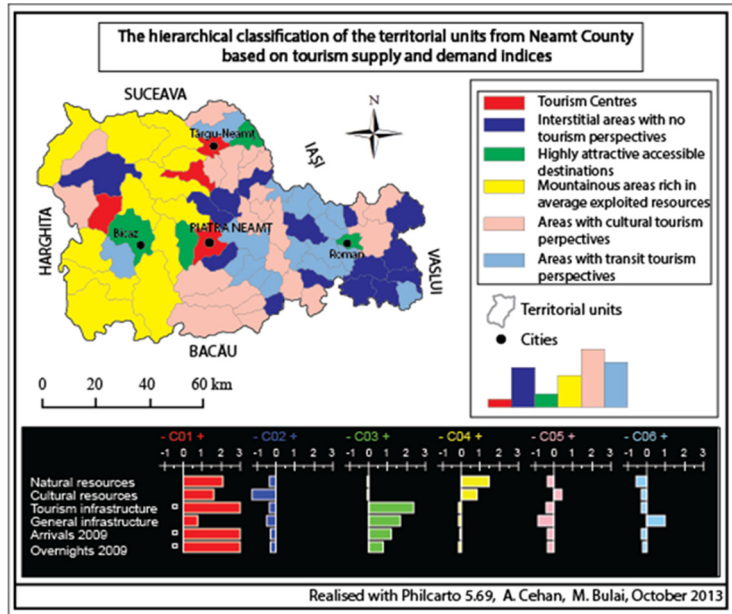 The hierarchical classification of the territorial units from Neamt County
based on tourism supply and demand indices
SUCEAVA
N
Târgu-Neamt
IAŞI
HARGHITA
Bicaz
PIATRA NEAMT
Roman
VASLUI
BACĂU
0 20 40 60 km
Tourism Centres
Interstitial areas with no
tourism perspectives
Highly attractive accessible
destinations
Mountainous areas rich in
average exploited resources
Areas with cultural tourism
perpectives
Areas with transit tourism
perspectives
Territorial units
Cities
- C01 + - C02 + - C03 + - C04 + - C05 + - C06 +
-1 0 1 2 3 -1 0 1 2 3 -1 0 1 2 3 -1 0 1 2 3 -1 0 1 2 3 -1 0 1 2 3
Natural resources
Cultural resources
Tourism infrastructure
General infrastructure
Arrivals 2009
Overnights 2009
Realised with Philcarto 5.69, A. Cehan, M. Bulai, October 2013